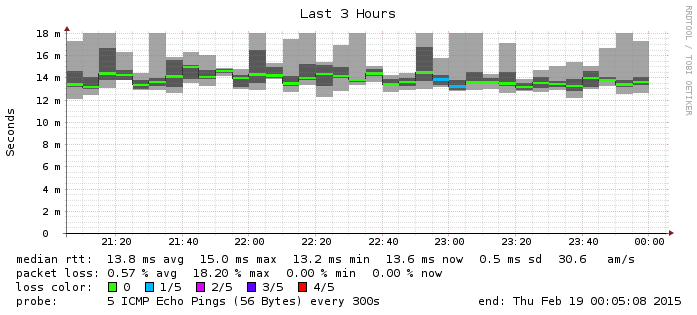 Last 3 Hours
RRDTOOL / TOBI OETIKER
Seconds
18 m
16 m
14 m
12 m
10 m
8 m
6 m
4 m
2 m
0
21:20 21:40 22:00 22:20 22:40 23:00 23:20 23:40 00:00
median rtt: 13.8 ms avg 15.0 ms max 13.2 ms min 13.6 ms now 0.5 ms sd 30.6 am/s
packet loss: 0.57 % avg 18.20 % max 0.00 % min 0.00 % now
loss color: 0 1/5 2/5 3/5 4/5
probe: 5 ICMP Echo Pings (56 Bytes) every 300s end: Thu Feb 19 00:05:08 2015